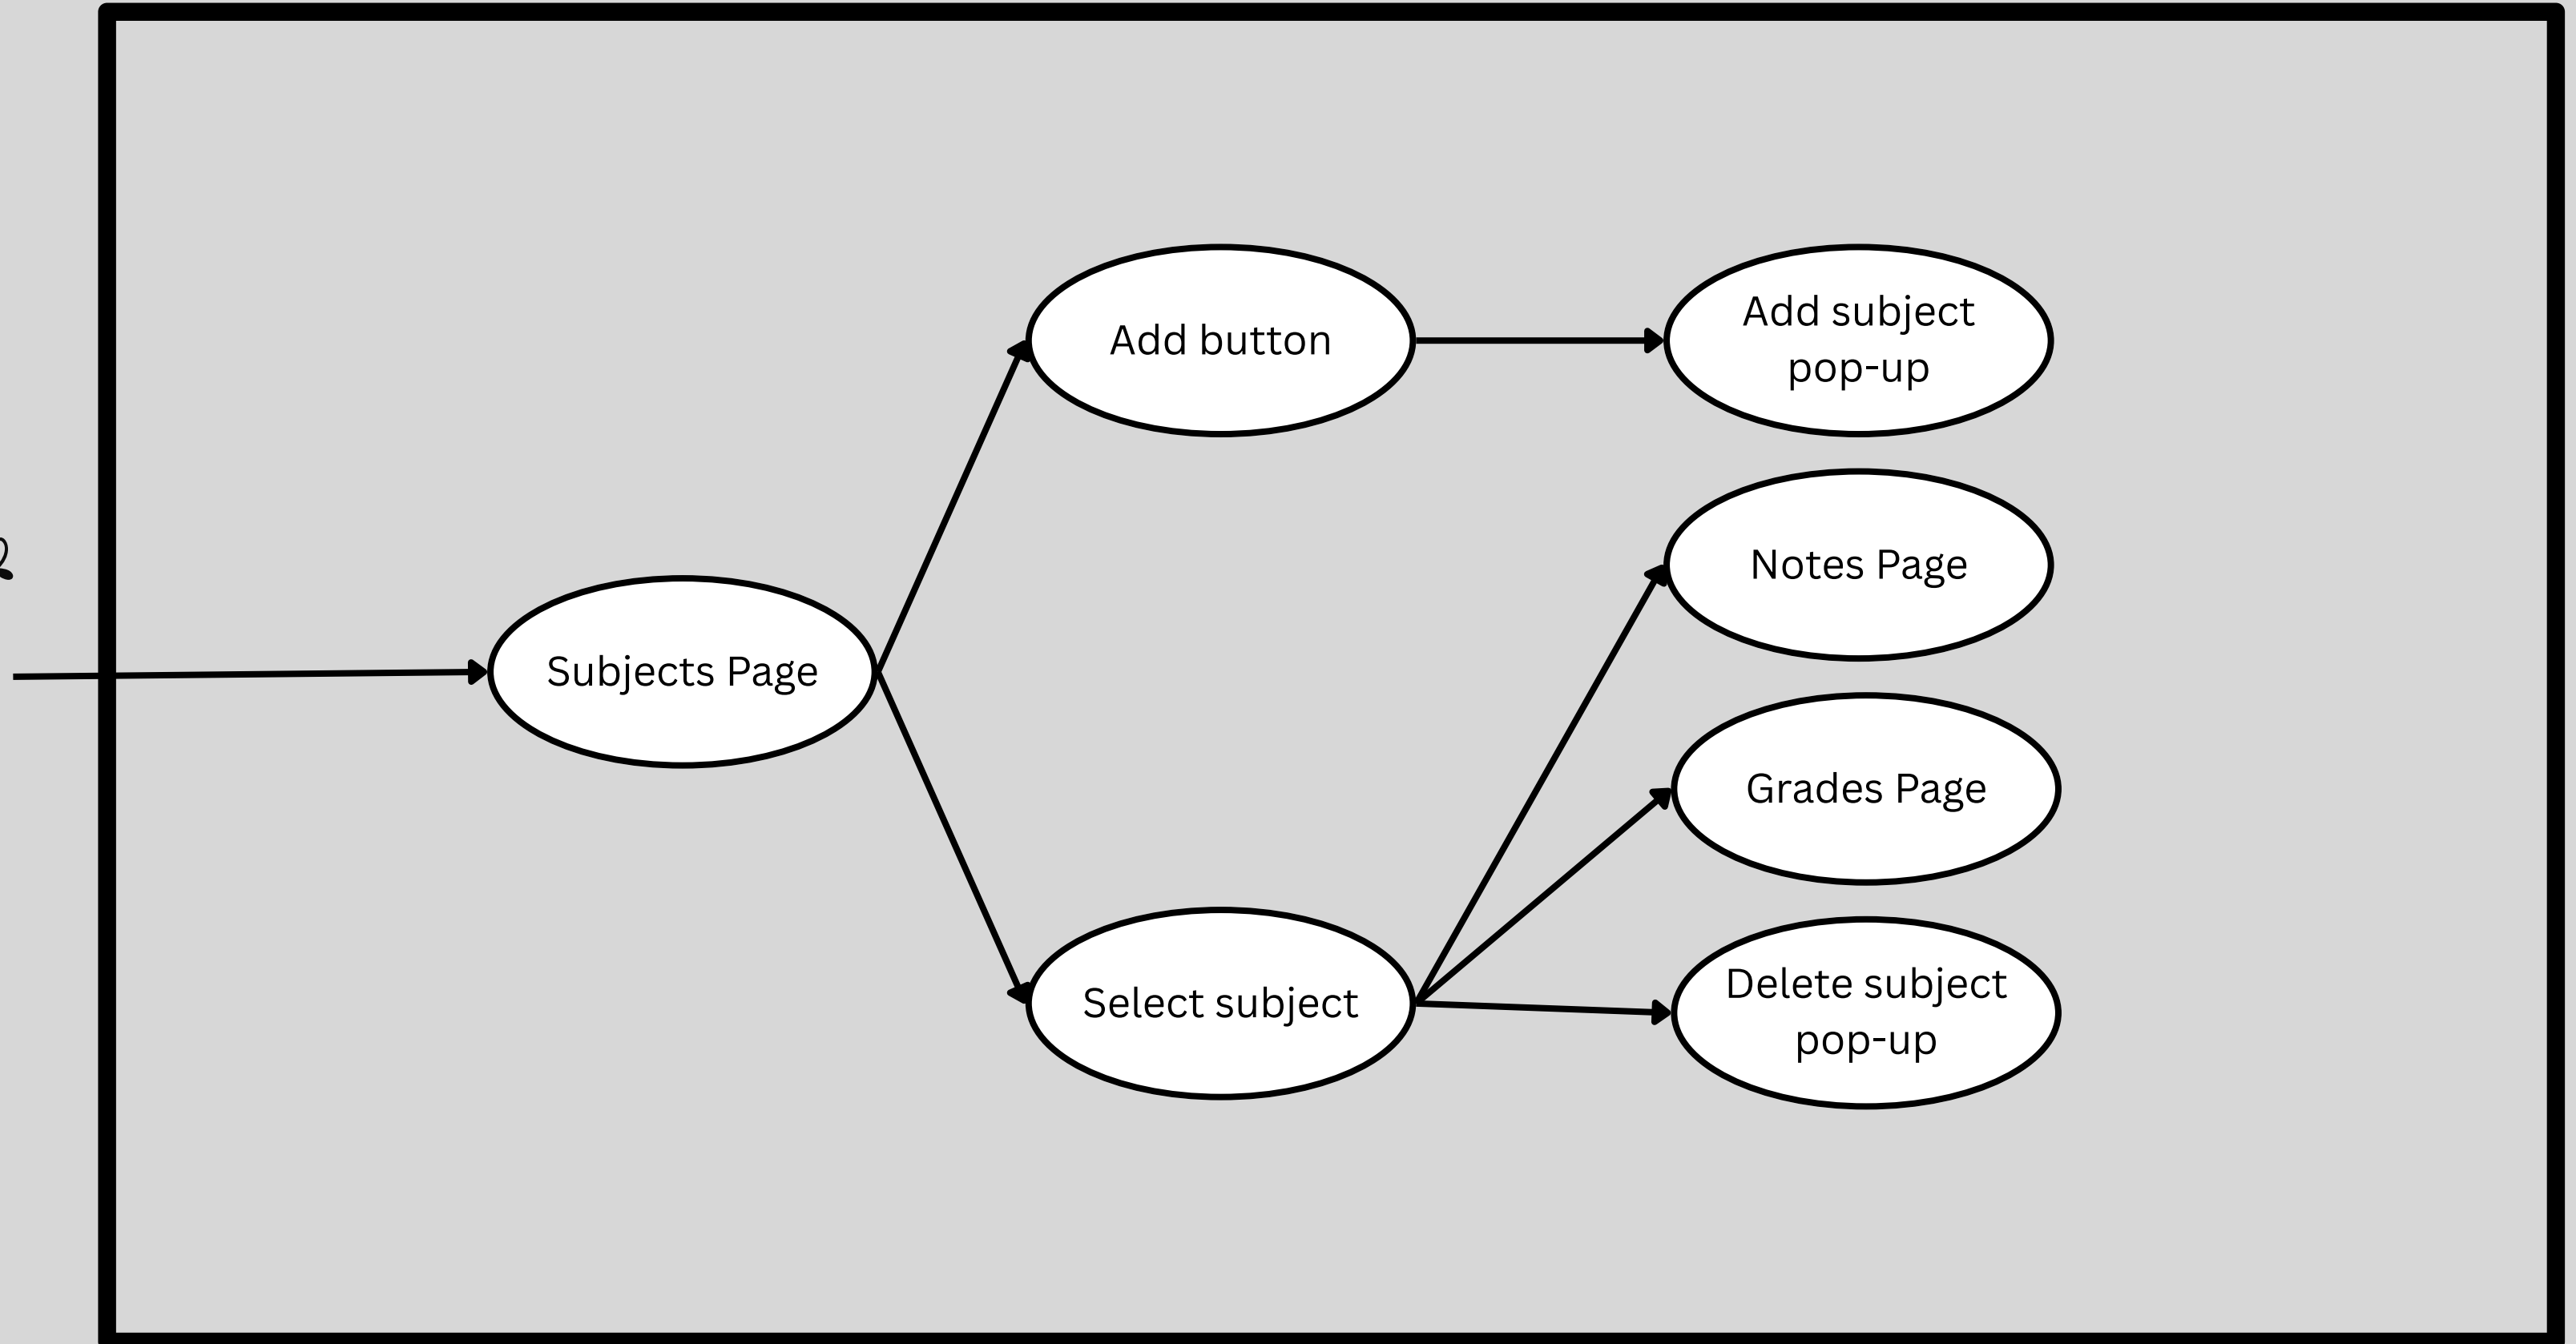 Add button
Add subject
pop-up
Notes Page
Subjects Page
Grades Page
Select subject
Delete subject
pop-up